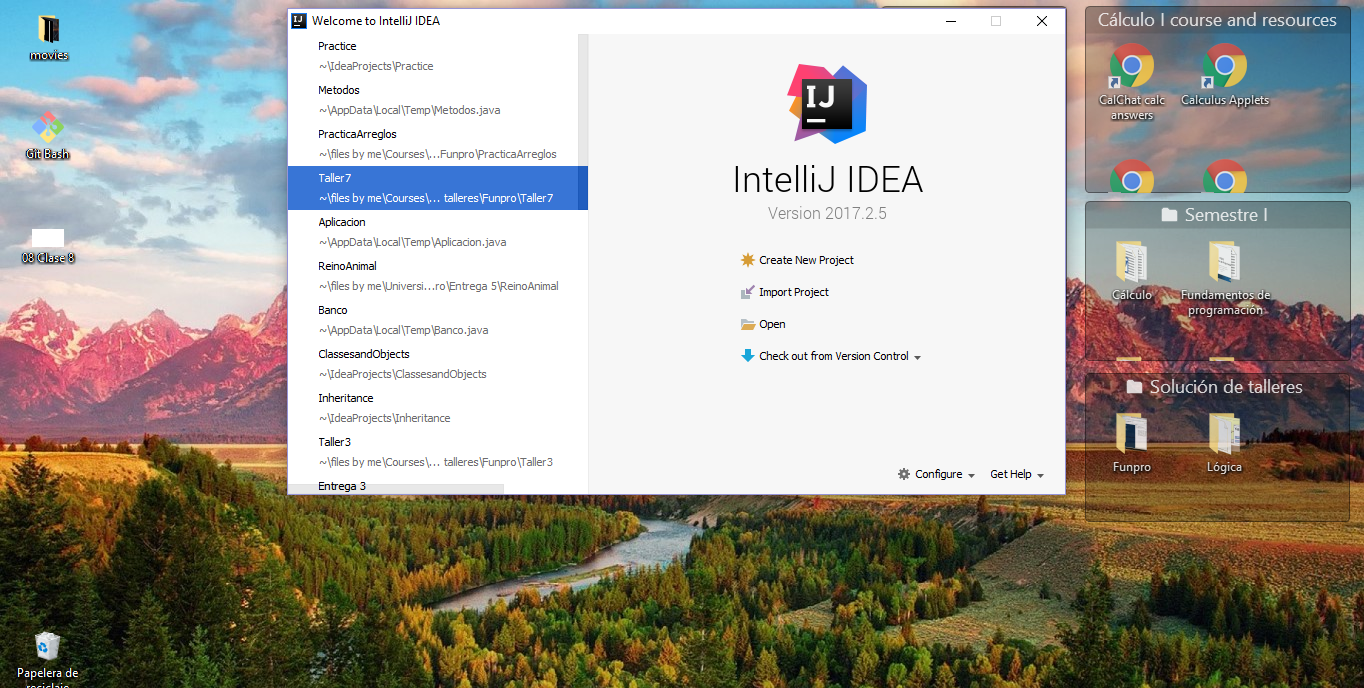 movies
Git Bash
08 Clase 8
Papelera de
reciclaje
IJ
Welcome to IntelliJ IDEA
Practice
~\IdeaProjects\Practice
Metodos
~\AppData\Local\Temp\Metodos.java
PracticaArreglos
~\files by me\Courses\...Funpro\PracticaArreglos
Taller7
~\files by me\Courses\... talleres\Funpro\Taller7
Aplicacion
~\AppData\Local\Temp\Aplicacion.java
ReinoAnimal
~\files by me\Universi...ro\Entrega 5\ReinoAnimal
Banco
~\AppData\Local\Temp\Banco.java
ClassesandObjects
~\IdeaProjects\ClassesandObjects
Inheritance
~\IdeaProjects\Inheritance
Taller3
~\files by me\Courses\... talleres\Funpro\Taller3
Entrega 3
IJ
IntelliJ IDEA
Version 2017.2.5
Create New Project
Import Project
Open
Check out from Version Control
Configure
Get Help
Cálculo I course and resources
CalChat calc
answers
Calculus Applets
Semestre I
Cálculo
Fundamentos de
programación
Solución de talleres
Funpro
Lógica